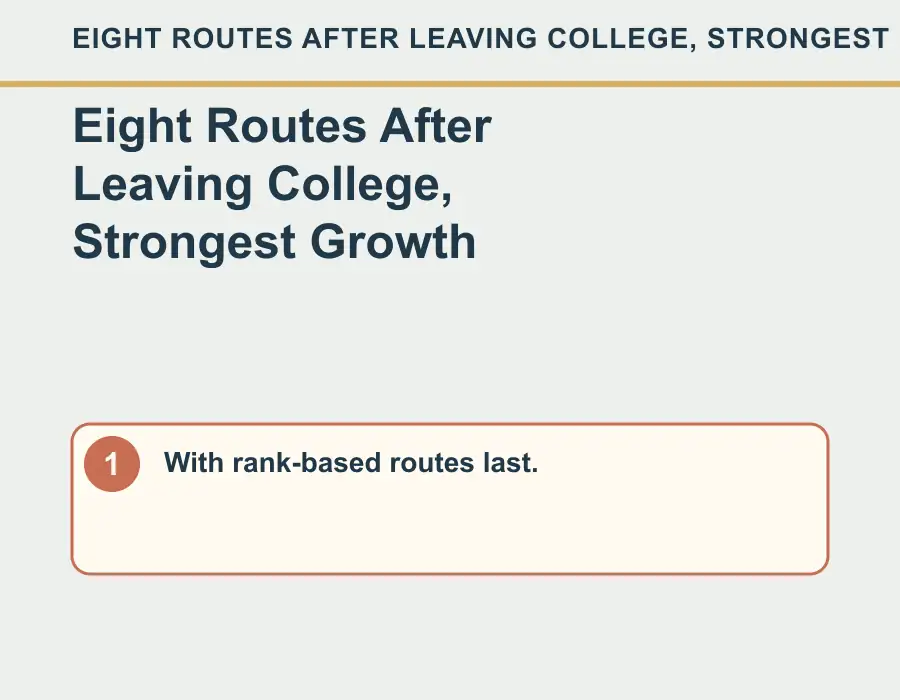 EIGHT ROUTES AFTER LEAVING COLLEGE, STRONGEST
Eight Routes After
Leaving College,
Strongest Growth
1
With rank-based routes last.